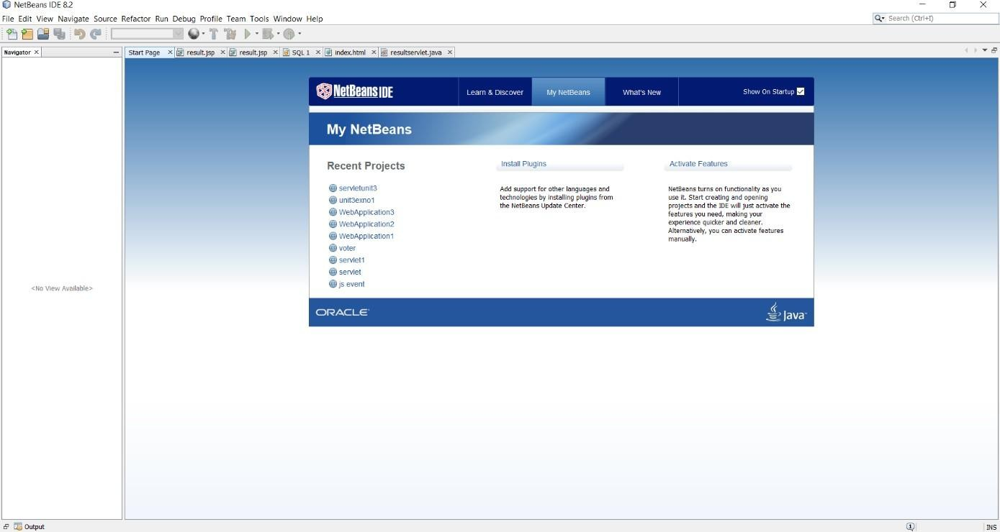 NetBeans IDE 8.2
File Edit View Navigate Source Refactor Run Debug Profile Team Tools Window Help
Search (Ctrl+I)
Navigator
Start Page result.jsp result.jsp SQL 1 index.html resultservlet.java
NetBeans IDE Learn & Discover My NetBeans What's New Show On Startup
My NetBeans
Recent Projects
servletunit3
unit3exno1
WebApplication3
WebApplication2
WebApplication1
voter
servlet1
servlet
js event
Install Plugins
Add support for other languages and
technologies by installing plugins from
the NetBeans Update Center.
Activate Features
NetBeans turns on functionality as you
use it. Start creating and opening
projects and the IDE will just activate the
features you need, making your
experience quicker and cleaner.
Alternatively, you can activate features
manually.
<No View Available>
ORACLE Java
Output 1 INS